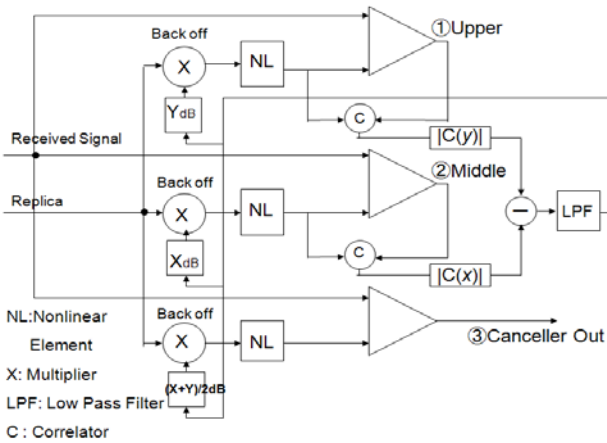 ①Upper
Back off
X
NL
YdB
C
|C(y)|
Received Signal
②Middle
Back off
Replica
X
NL
−
LPF
XdB
C
|C(x)|
NL:Nonlinear
Element
Back off
X
NL
③Canceller Out
X: Multiplier
(X+Y)/2dB
LPF: Low Pass Filter
C : Correlator